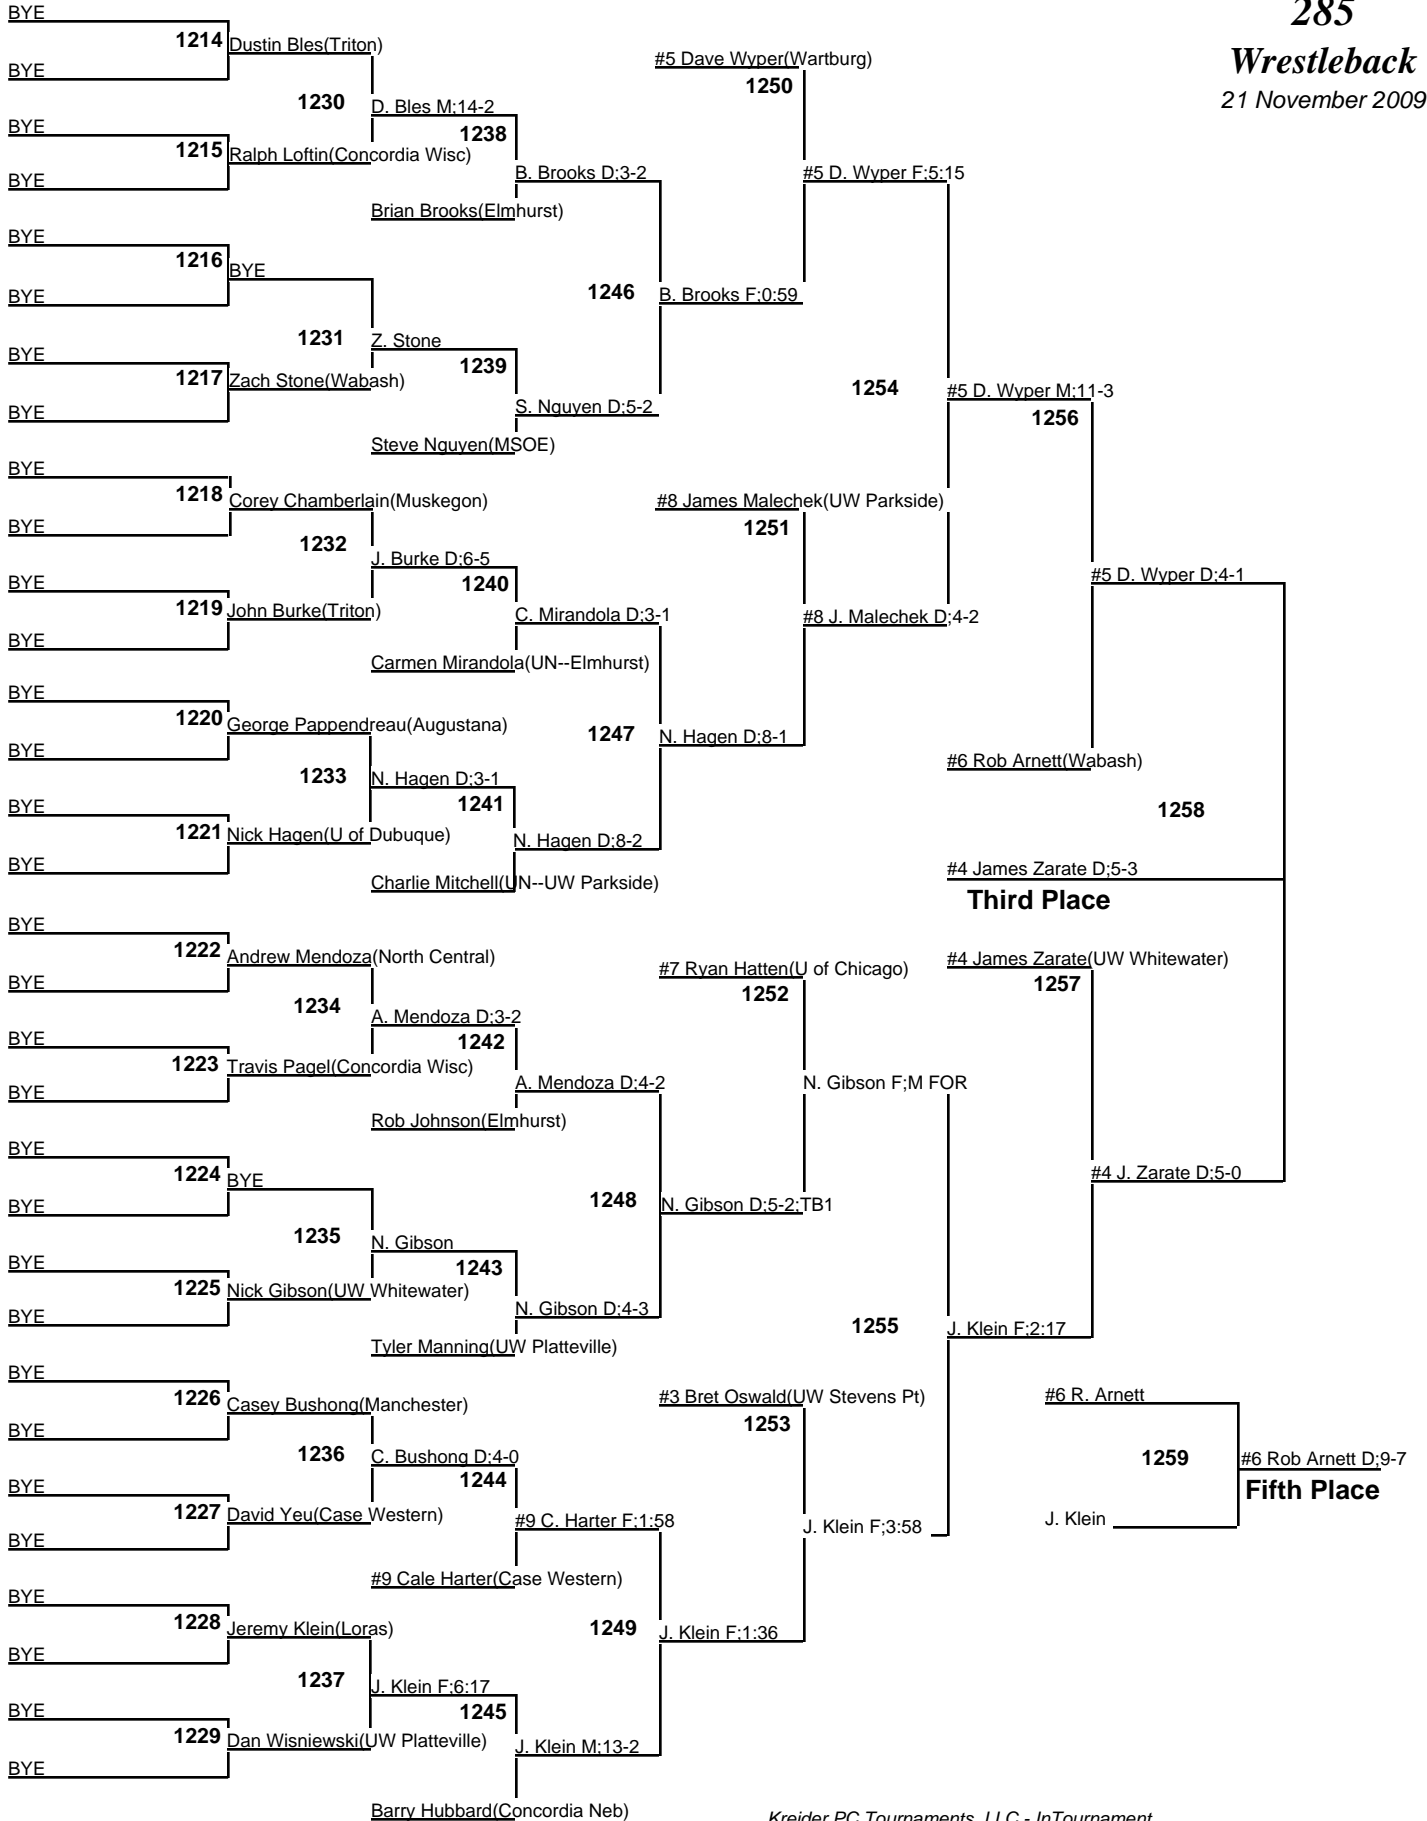 285
Wrestleback
21 November 2009
BYE
1214 Dustin Bles(Triton)
BYE
1230 D. Bles M;14-2
BYE
1215 Ralph Loftin(Concordia Wisc)
BYE
1238 B. Brooks D;3-2
Brian Brooks(Elmhurst)
BYE
1216 BYE
BYE
1231 Z. Stone
BYE
1217 Zach Stone(Wabash)
BYE
1239 S. Nguyen D;5-2
Steve Nguyen(MSOE)
1246 B. Brooks F;0:59
#5 Dave Wyper(Wartburg)
1250 #5 D. Wyper F;5:15
BYE
1218 Corey Chamberlain(Muskegon)
BYE
1232 J. Burke D;6-5
BYE
1219 John Burke(Triton)
BYE
1240 C. Mirandola D;3-1
Carmen Mirandola(UN--Elmhurst)
BYE
1220 George Pappendreau(Augustana)
BYE
1233 N. Hagen D;3-1
BYE
1221 Nick Hagen(U of Dubuque)
BYE
1241 N. Hagen D;8-2
Charlie Mitchell(UN--UW Parkside)
1247 N. Hagen D;8-1
#8 James Malechek(UW Parkside)
1251 #8 J. Malechek D;4-2
1254 #5 D. Wyper M;11-3
1256 #5 D. Wyper D;4-1
#6 Rob Arnett(Wabash)
1258
#4 James Zarate D;5-3
Third Place
BYE
1222 Andrew Mendoza(North Central)
BYE
1234 A. Mendoza D;3-2
BYE
1223 Travis Pagel(Concordia Wisc)
BYE
1242 A. Mendoza D;4-2
Rob Johnson(Elmhurst)
BYE
1224 BYE
BYE
1235 N. Gibson
BYE
1225 Nick Gibson(UW Whitewater)
BYE
1243 N. Gibson D;4-3
Tyler Manning(UW Platteville)
1248 N. Gibson D;5-2;TB1
#7 Ryan Hatten(U of Chicago)
1252 N. Gibson F;M FOR
#4 James Zarate(UW Whitewater)
1257 #4 J. Zarate D;5-0
1255 J. Klein F;2:17
BYE
1226 Casey Bushong(Manchester)
BYE
1236 C. Bushong D;4-0
BYE
1227 David Yeu(Case Western)
BYE
1244 #9 C. Harter F;1:58
#9 Cale Harter(Case Western)
BYE
1228 Jeremy Klein(Loras)
BYE
1237 J. Klein F;6:17
BYE
1229 Dan Wisniewski(UW Platteville)
BYE
1245 J. Klein M;13-2
Barry Hubbard(Concordia Neb)
1249 J. Klein F;1:36
#3 Bret Oswald(UW Stevens Pt)
1253 J. Klein F;3:58
#6 R. Arnett
1259 #6 Rob Arnett D;9-7
Fifth Place
J. Klein
Kreider PC Tournaments, LLC - InTournament